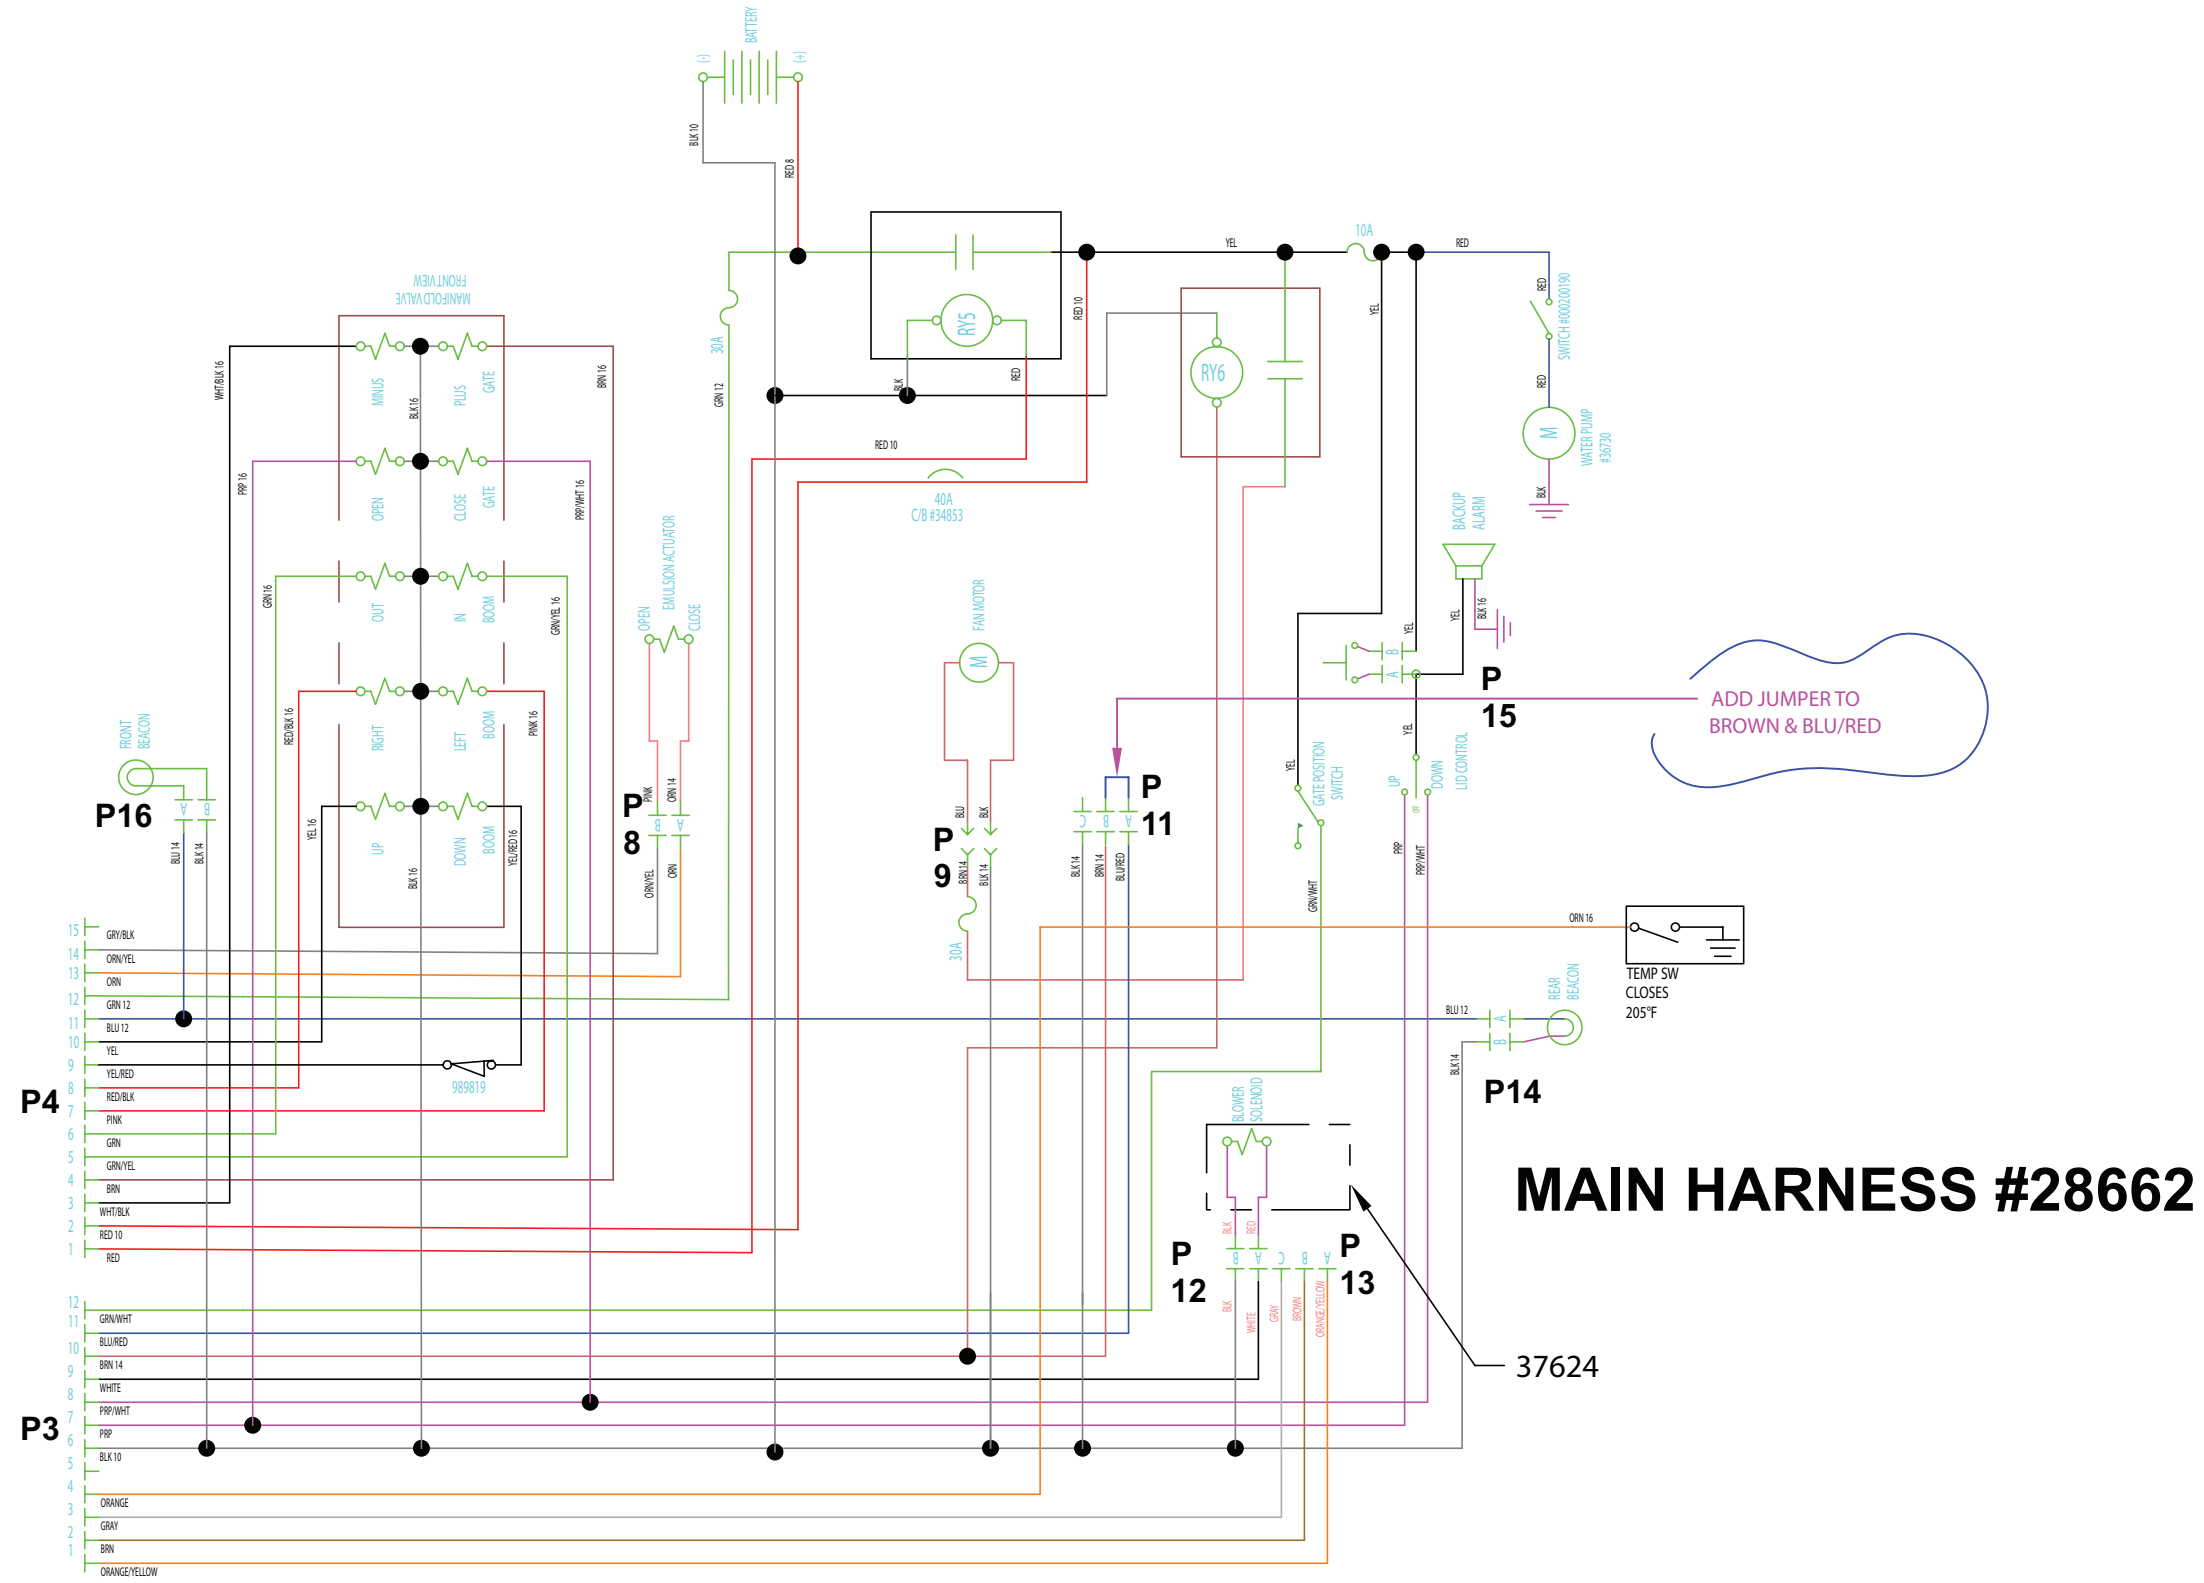 BATTERY
(-)
(+)
BLK 10
RED 8
MANIFOLD VALVE
FRONT VIEW
WHT/BLK 16
MINUS
PLUS
GATE
BLK16
BRN 16
PRP 16
OPEN
CLOSE
GATE
PRP/WHT 16
GRN16
OUT
IN
BOOM
GRN/YEL 16
RED/BLK 16
RIGHT
LEFT
BOOM
PINK 16
YEL 16
UP
DOWN
BOOM
YEL/RED 16
BLK 16
30A
GRN 12
RY5
BLK
RED
RED 10
RED 10
40A
C/B #34853
YEL
10A
RED
RY6
YEL
RED
SWITCH #000200190
RED
M
WATER PUMP
#36730
BLK
BACKUP
ALARM
YEL
BLK 16
YEL
B
A
P
15
ADD JUMPER TO
BROWN & BLU/RED
YEL
UP
OFF
DOWN
LID CONTROL
PRP
PRP/WHT
YEL
GATE POSITION
SWITCH
GRN/WHT
FRONT
BEACON
P16
A
B
BLU 14
BLK 14
OPEN
EMULSION ACTUATOR
CLOSE
P
8
PINK
ORN 14
B
A
ORN/YEL
ORN
FAN MOTOR
M
BLU
BLK
P
9
BRN 14
BLK 14
30A
P
11
C
B
A
BLK 14
BRN 14
BLU/RED
ORN 16
TEMP SW
CLOSES
205°F
REAR
BEACON
BLU 12
A
B
BLK14
P14
989819
P4
15
GRY/BLK
14
ORN/YEL
13
ORN
12
GRN 12
11
BLU 12
10
YEL
9
YEL/RED
8
RED/BLK
7
PINK
6
GRN
5
GRN/YEL
4
BRN
3
WHT/BLK
2
RED 10
1
RED
BLOWER
SOLENOID
BLK
RED
P
12
B
A
C
B
A
P
13
BLK
WHITE
GRAY
BROWN
ORANGE/YELLOW
MAIN HARNESS #28662
37624
P3
12
GRN/WHT
11
BLU/RED
10
BRN 14
9
WHITE
8
PRP/WHT
7
PRP
6
BLK 10
5
4
ORANGE
3
GRAY
2
BRN
1
ORANGE/YELLOW